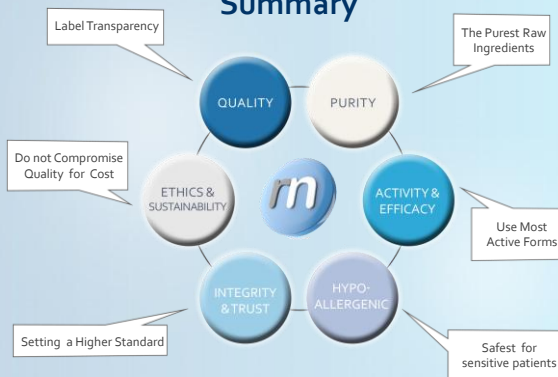 Summary
Label Transparency
The Purest Raw
Ingredients
QUALITY
PURITY
Do not Compromise
Quality for Cost
ETHICS &
SUSTAINABILITY
rn
ACTIVITY &
EFFICACY
Use Most
Active Forms
INTEGRITY
& TRUST
HYPO-
ALLERGENIC
Setting a Higher Standard
Safest for
sensitive patients